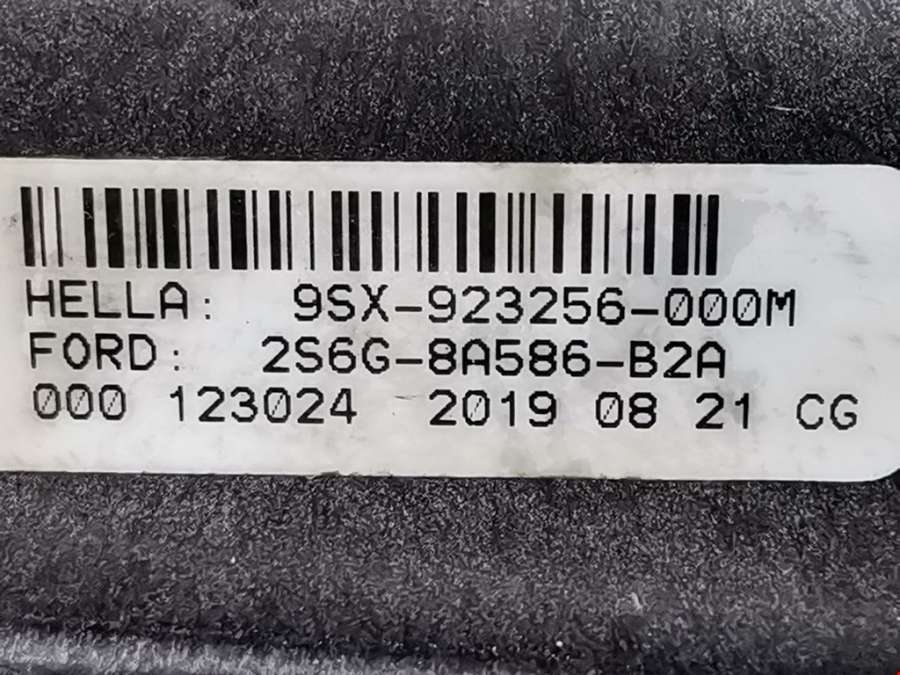 HELLA: 9SX-923256-000M
FORD: 2S6G-8A586-B2A
000 123024 2019 08 21 CG